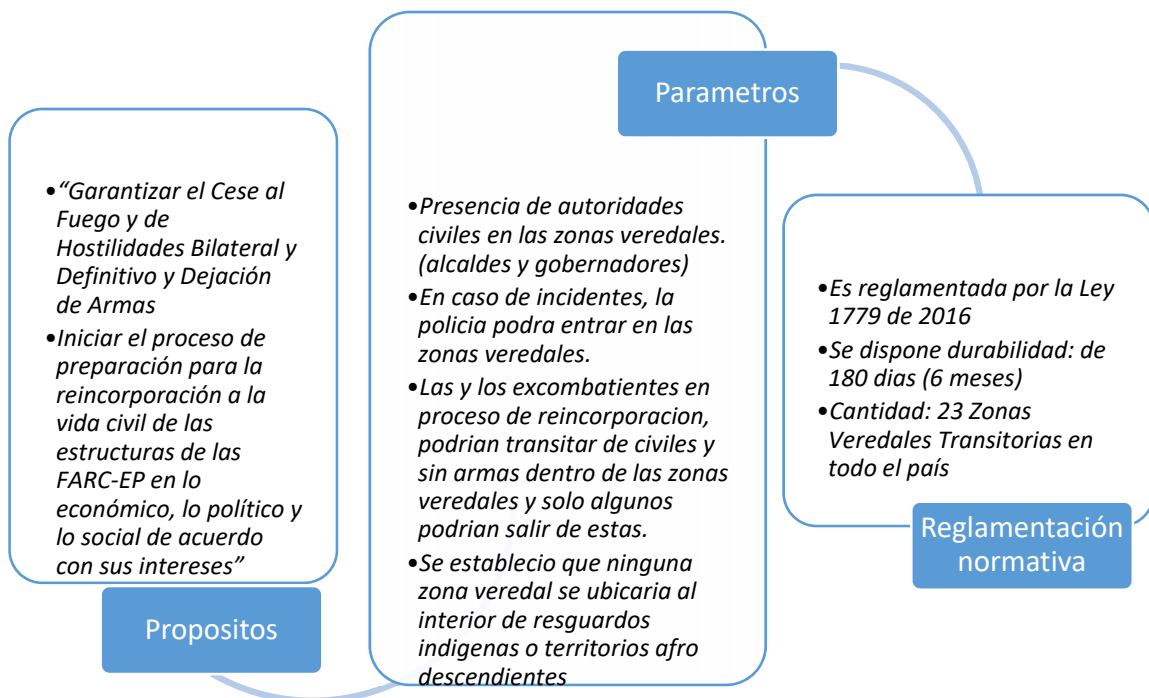 •“Garantizar el Cese al
Fuego y de
Hostilidades Bilateral y
Definitivo y Dejación
de Armas
•Iniciar el proceso de
preparación para la
reincorporación a la
vida civil de las
estructuras de las
FARC-EP en lo
económico, lo político y
lo social de acuerdo
con sus intereses”
Propositos
Parametros
•Presencia de autoridades
civiles en las zonas veredales.
(alcaldes y gobernadores)
•En caso de incidentes, la
policia podra entrar en las
zonas veredales.
•Las y los excombatientes en
proceso de reincorporacion,
podrian transitar de civiles y
sin armas dentro de las zonas
veredales y solo algunos
podrian salir de estas.
•Se establecio que ninguna
zona veredal se ubicaria al
interior de resguardos
indigenas o territorios afro
descendientes
•Es reglamentada por la Ley
1779 de 2016
•Se dispone durabilidad: de
180 dias (6 meses)
•Cantidad: 23 Zonas
Veredales Transitorias en
todo el país
Reglamentación
normativa